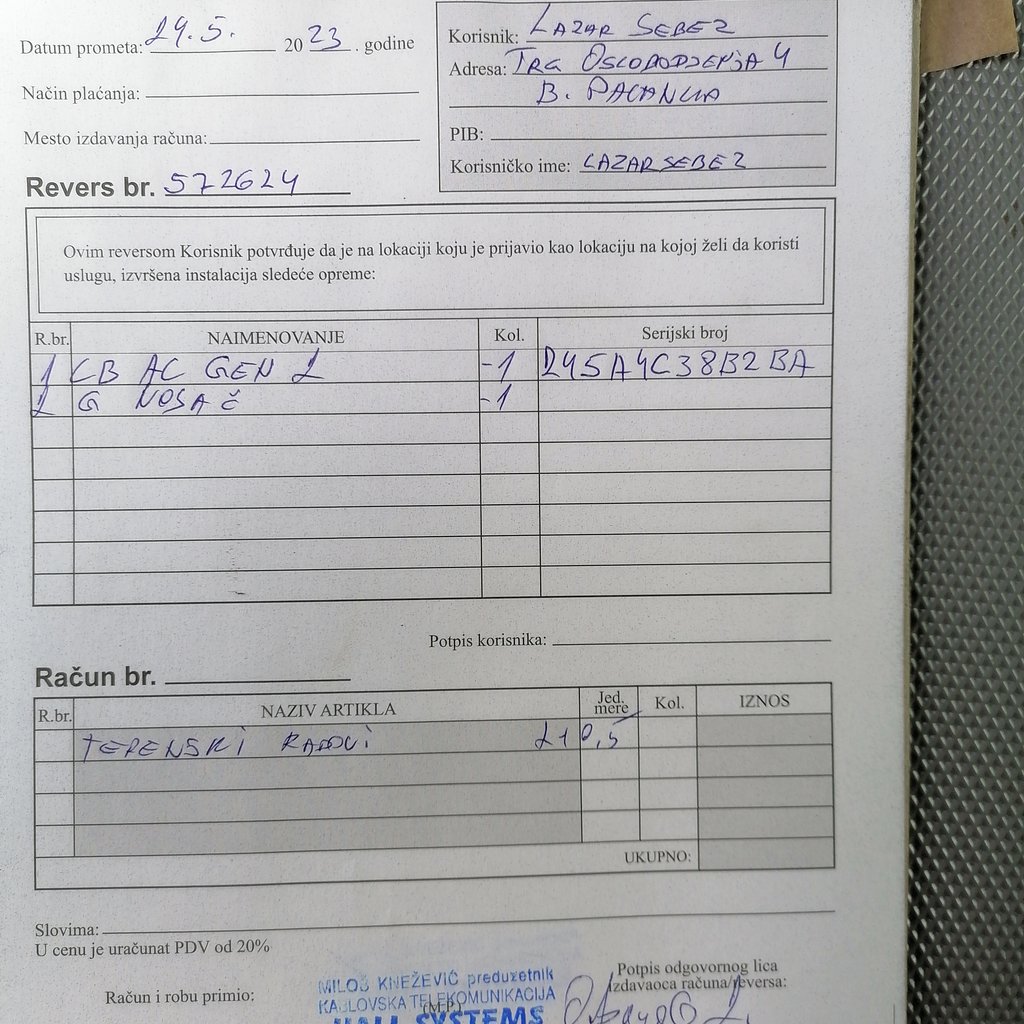 Datum prometa: 29.5. 2023. godine
Način plaćanja:
Mesto izdavanja računa:
Korisnik: LAZAR SEBEZ
Adresa: TRG OSLOBODJENJA 4
B. PALANKA
PIB:
Korisničko ime: LAZARSEBEZ
Revers br. 572624
Ovim reversom Korisnik potvrđuje da je na lokaciji koju je prijavio kao lokaciju na kojoj želi da koristi
uslugu, izvršena instalacija sledeće opreme:
R.br. NAIMENOVANJE Kol. Serijski broj
1 CB AC GEN 2 -1 245A4C38B2BA
2 G NOSAč -1
Potpis korisnika:
Račun br.
R.br. NAZIV ARTIKLA Jed. mere Kol. IZNOS
TERENSKi RADOVi 0,5
UKUPNO:
Slovima:
U cenu je uračunat PDV od 20%
Račun i robu primio:
MILOŠ KNEŽEVIĆ preduzetnik
KABLOVSKA TELEKOMUNIKACIJA
(M.P.)
SYSTEMS
Potpis odgovornog lica
izdavaoca računa/reversa: